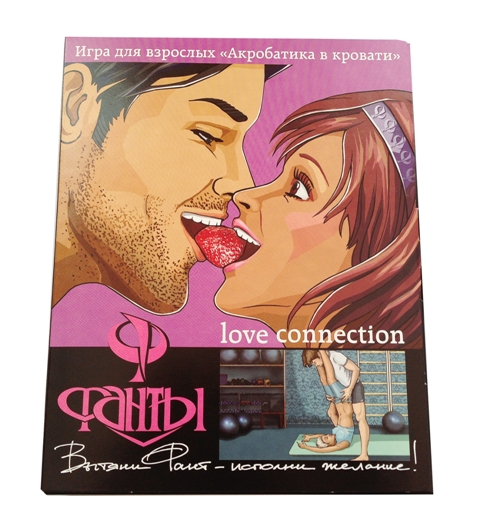 Игра для взрослых «Акробатика в кровати»
love connection
Фанты
Вытяни Фант – исполни желание!